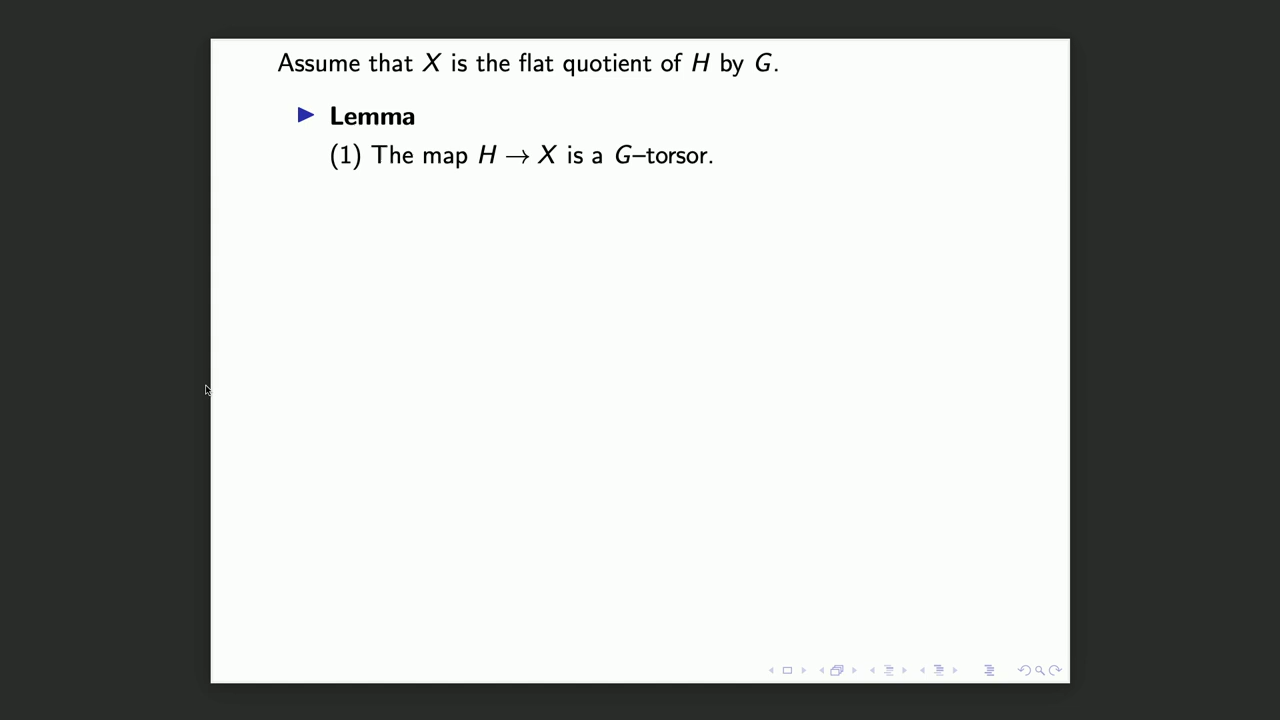 Assume that X is the flat quotient of H by G.
▶ Lemma
(1) The map H → X is a G–torsor.